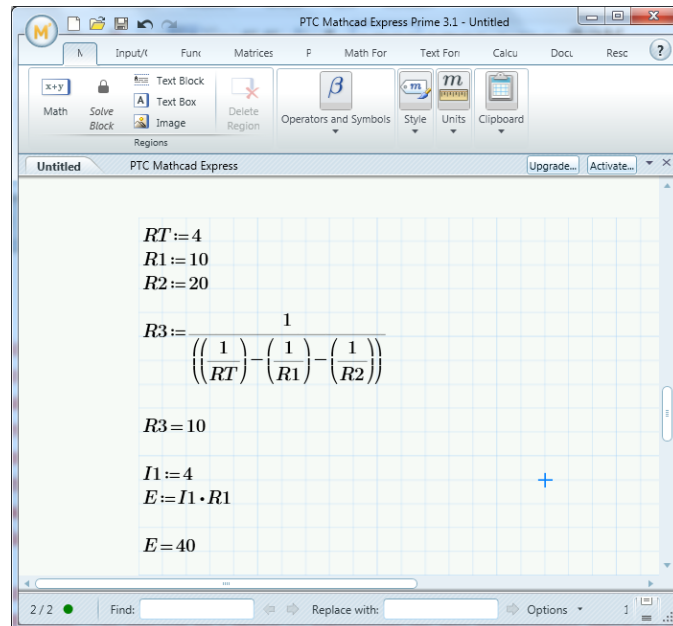 PTC Mathcad Express Prime 3.1 - Untitled
M Input/( Func Matrices P Math For Text Fon Calcu Docu Resc ?
x+y Math
Solve Block
Text Block
A Text Box
Image
Delete Region
Regions
β Operators and Symbols
m Style
m Units
Clipboard
Untitled PTC Mathcad Express Upgrade... Activate...
RT:=4
R1:=10
R2:=20
R3:=1/(((1/RT)-(1/R1)-(1/R2)))
R3=10
I1:=4
E:=I1·R1
E=40
2 / 2 Find: Replace with: Options 1